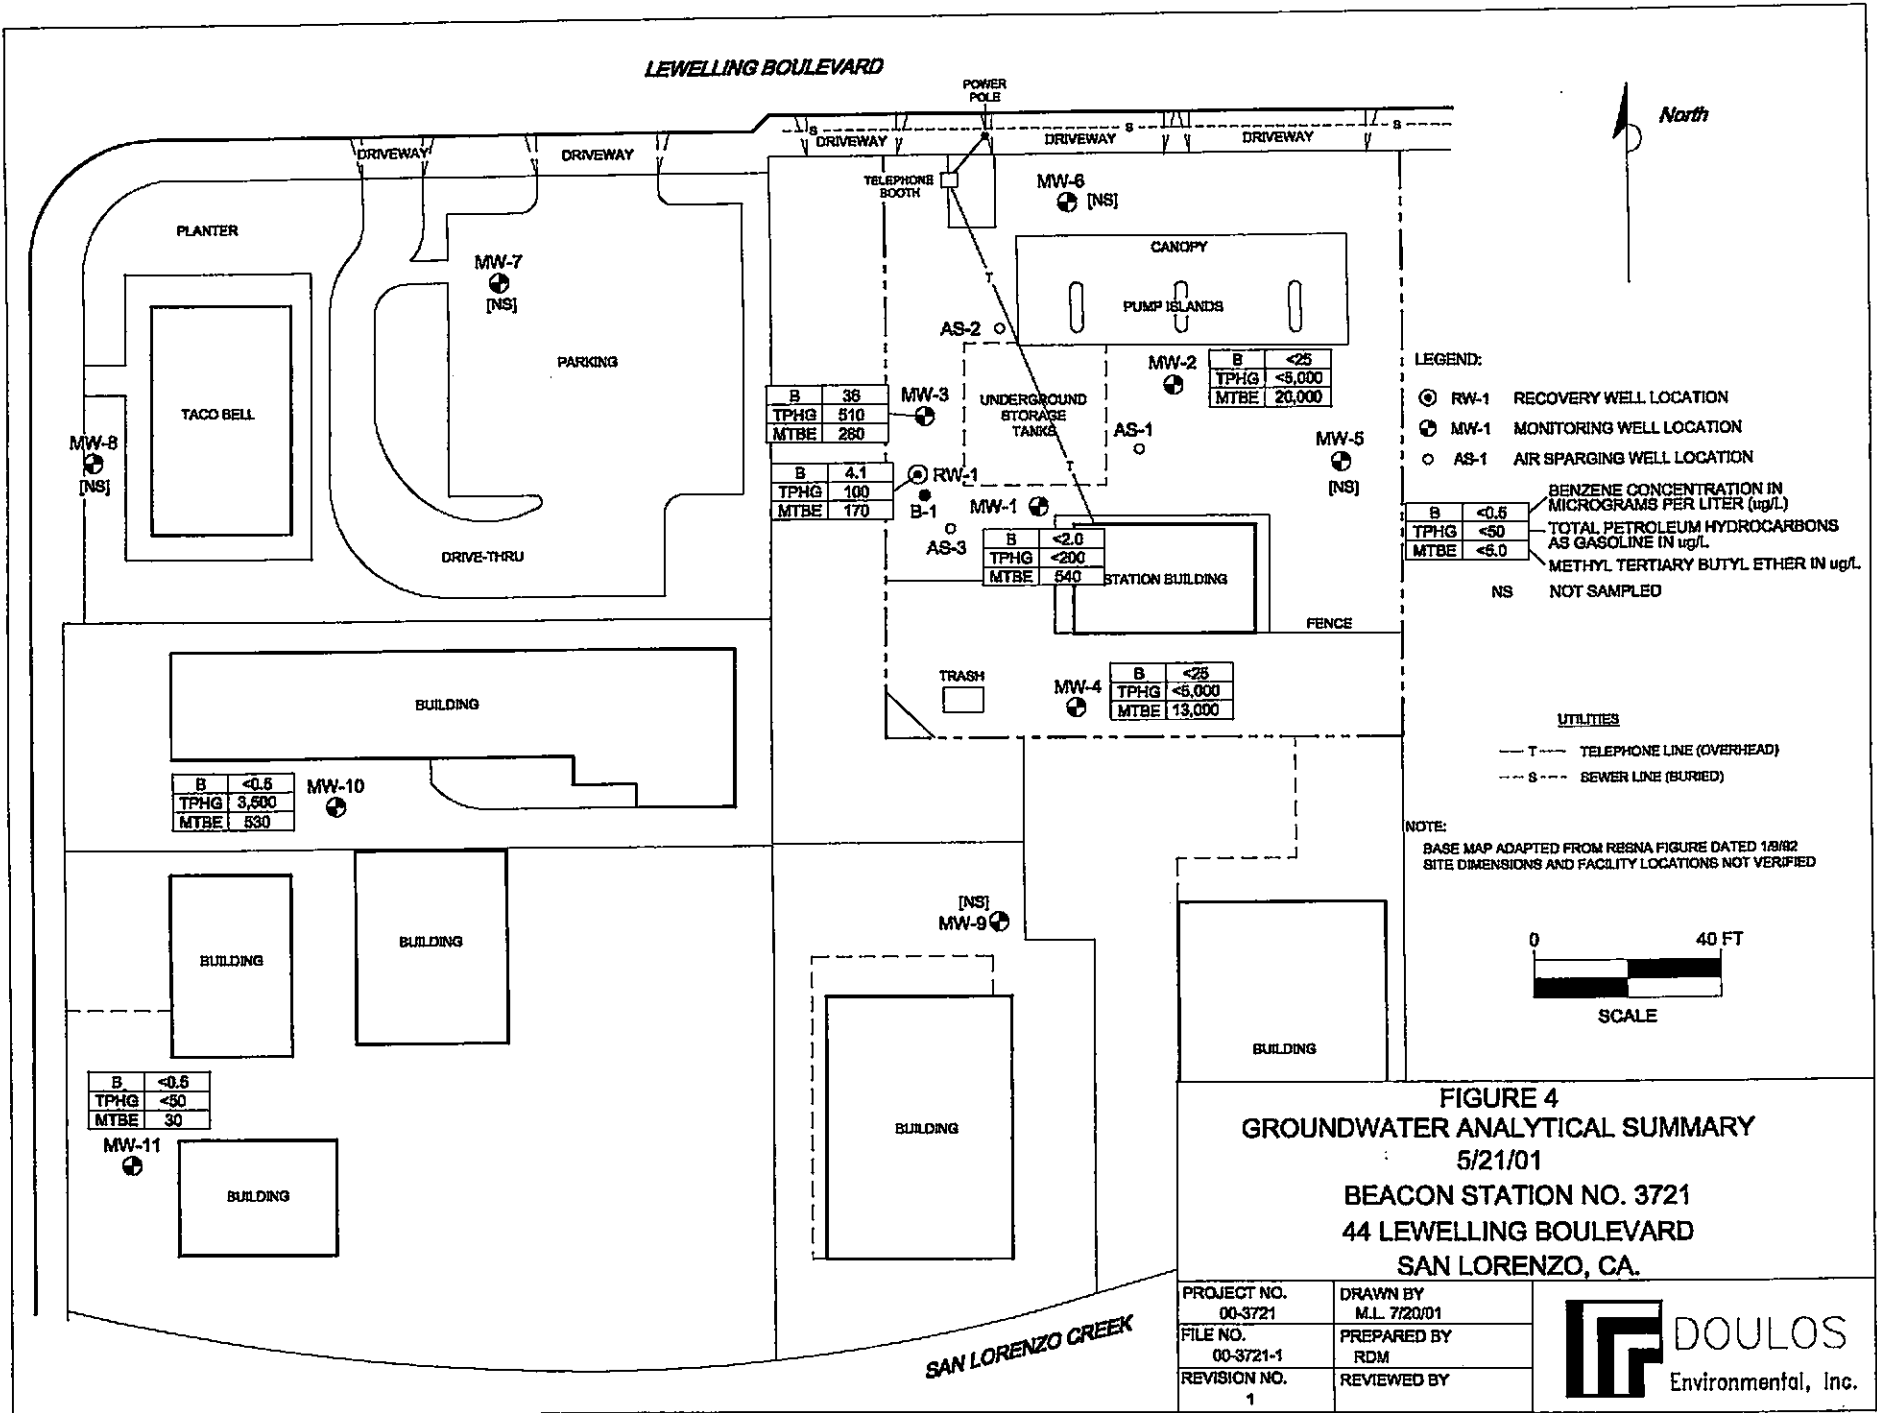 LEWELLING BOULEVARD
POWER
POLE
North
S
S
S
DRIVEWAY
DRIVEWAY
DRIVEWAY
DRIVEWAY
DRIVEWAY
TELEPHONE
BOOTH
MW-6
[NS]
PLANTER
CANOPY
MW-7
[NS]
T
PUMP ISLANDS
AS-2
PARKING
MW-2
B <25
TPHG <5,000
MTBE 20,000
LEGEND:
RW-1 RECOVERY WELL LOCATION
MW-1 MONITORING WELL LOCATION
AS-1 AIR SPARGING WELL LOCATION
TACO BELL
B 36
TPHG 510
MTBE 260
MW-3
UNDERGROUND
STORAGE
TANKS
AS-1
MW-5
[NS]
MW-8
[NS]
T
B 4.1
TPHG 100
MTBE 170
RW-1
B-1
MW-1
AS-3
B <2.0
TPHG <200
MTBE 540
B <0.5
TPHG <50
MTBE <5.0
BENZENE CONCENTRATION IN
MICROGRAMS PER LITER (ug/L)
TOTAL PETROLEUM HYDROCARBONS
AS GASOLINE IN ug/L
METHYL TERTIARY BUTYL ETHER IN ug/L
NS NOT SAMPLED
DRIVE-THRU
STATION BUILDING
FENCE
TRASH
MW-4
B <25
TPHG <5,000
MTBE 13,000
BUILDING
UTILITIES
T TELEPHONE LINE (OVERHEAD)
S SEWER LINE (BURIED)
B <0.5
TPHG 3,500
MTBE 530
MW-10
NOTE:
BASE MAP ADAPTED FROM RESNA FIGURE DATED 1/9/92
SITE DIMENSIONS AND FACILITY LOCATIONS NOT VERIFIED
[NS]
MW-9
BUILDING
BUILDING
0 40 FT
SCALE
BUILDING
B <0.5
TPHG <50
MTBE 30
MW-11
BUILDING
BUILDING
FIGURE 4
GROUNDWATER ANALYTICAL SUMMARY
5/21/01
BEACON STATION NO. 3721
44 LEWELLING BOULEVARD
SAN LORENZO, CA.
SAN LORENZO CREEK
PROJECT NO.
00-3721
DRAWN BY
M.L. 7/20/01
FILE NO.
00-3721-1
PREPARED BY
RDM
REVISION NO.
1
REVIEWED BY
DOULOS
Environmental, Inc.